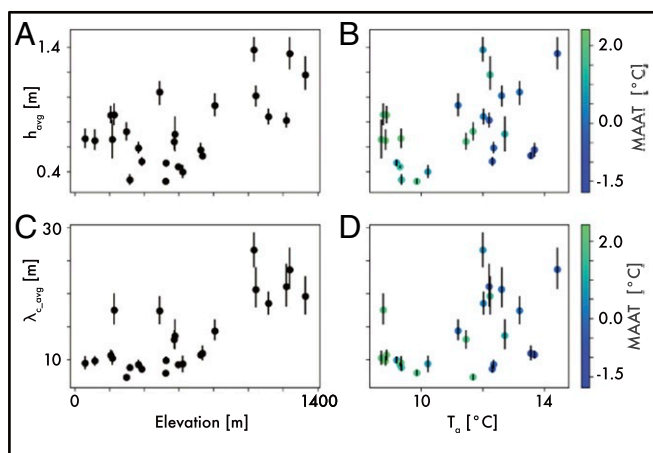 A
B
1.4
0.4
h_avg [m]
2.0
0.0
-1.5
MAAT [°C]
C
D
30
10
λ_c_avg [m]
2.0
0.0
-1.5
MAAT [°C]
0
1400
10
14
Elevation [m]
T_a [°C]